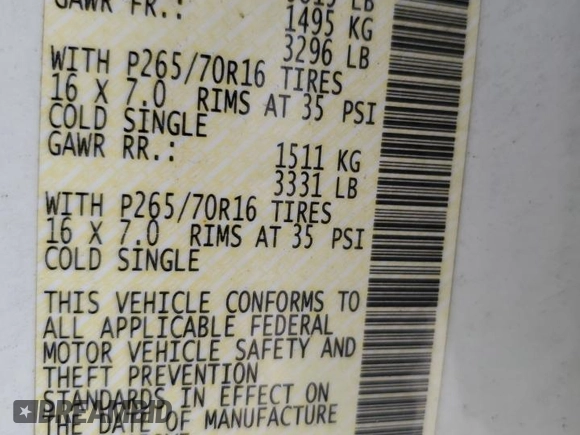 GAWR FR.:
1495 KG
3296 LB
WITH P265/70R16 TIRES
16 X 7.0 RIMS AT 35 PSI
COLD SINGLE
GAWR RR.:
1511 KG
3331 LB
WITH P265/70R16 TIRES
16 X 7.0 RIMS AT 35 PSI
COLD SINGLE
THIS VEHICLE CONFORMS TO
ALL APPLICABLE FEDERAL
MOTOR VEHICLE SAFETY AND
THEFT PREVENTION
STANDARDS IN EFFECT ON
THE DATE OF MANUFACTURE
DREAMBID